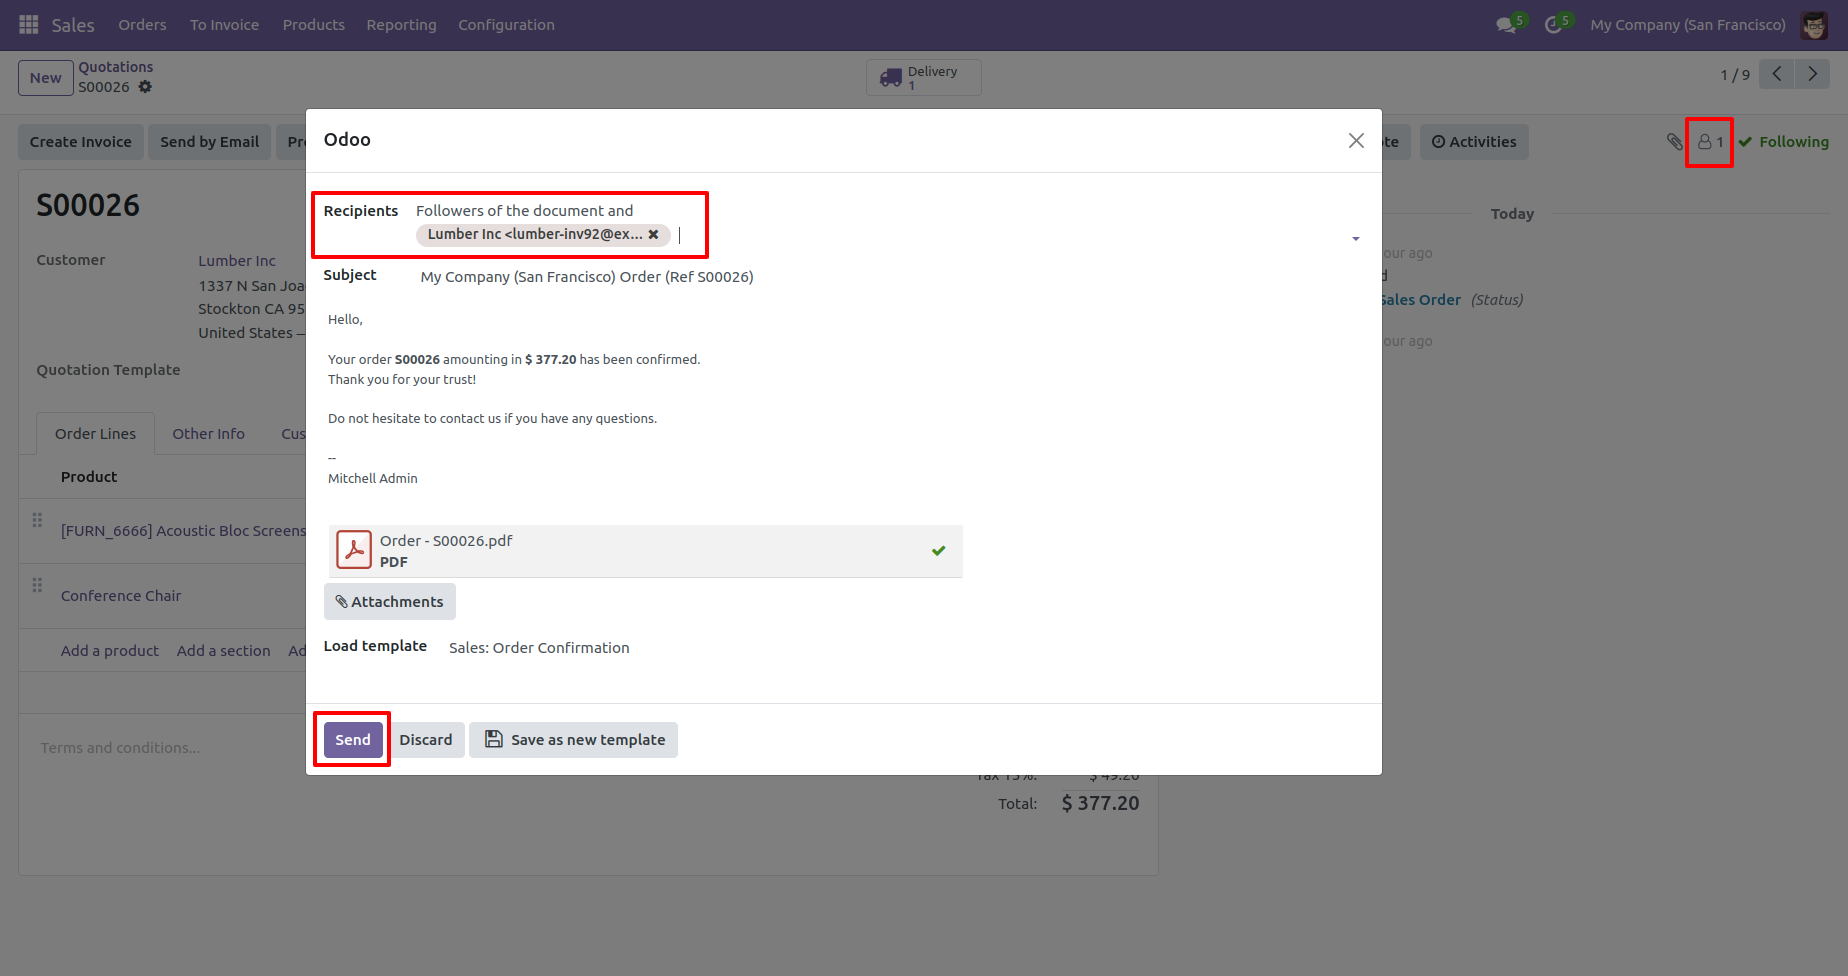 Sales Orders To Invoice Products Reporting Configuration 5 5 My Company (San Francisco)
New Quotations
S00026
Delivery
1
1 / 9
Create Invoice Send by Email Activities 1 Following
S00026
Customer Lumber Inc
1337 N San Joa
Stockton CA 95
United States —
Quotation Template
Order Lines Other Info Cus
Product
[FURN_6666] Acoustic Bloc Screens
Conference Chair
Add a product Add a section Ad
Terms and conditions...
Odoo
Recipients Followers of the document and
Lumber Inc <lumber-inv92@ex...
Subject My Company (San Francisco) Order (Ref S00026)
Hello,
Your order S00026 amounting in $ 377.20 has been confirmed.
Thank you for your trust!
Do not hesitate to contact us if you have any questions.
--
Mitchell Admin
Order - S00026.pdf
PDF
Attachments
Load template Sales: Order Confirmation
Send Discard Save as new template
Today
our ago
Sales Order (Status)
our ago
Tax 15%: $ 49.20
Total: $ 377.20